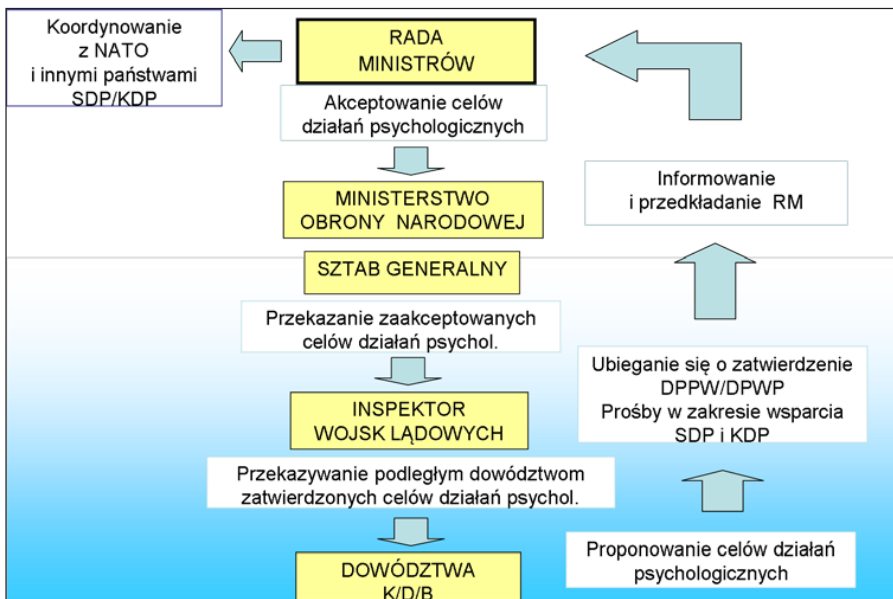 Koordynowanie
z NATO
i innymi państwami
SDP/KDP
RADA
MINISTRÓW
Akceptowanie celów
działań psychologicznych
MINISTERSTWO
OBRONY NARODOWEJ
Informowanie
i przedkładanie RM
SZTAB GENERALNY
Przekazanie zaakceptowanych
celów działań psychol.
Ubieganie się o zatwierdzenie
DPPW/DPWP
Prośby w zakresie wsparcia
SDP i KDP
INSPEKTOR
WOJSK LĄDOWYCH
Przekazywanie podległym dowództwom
zatwierdzonych celów działań psychol.
Proponowanie celów działań
psychologicznych
DOWÓDZTWA
K/D/B